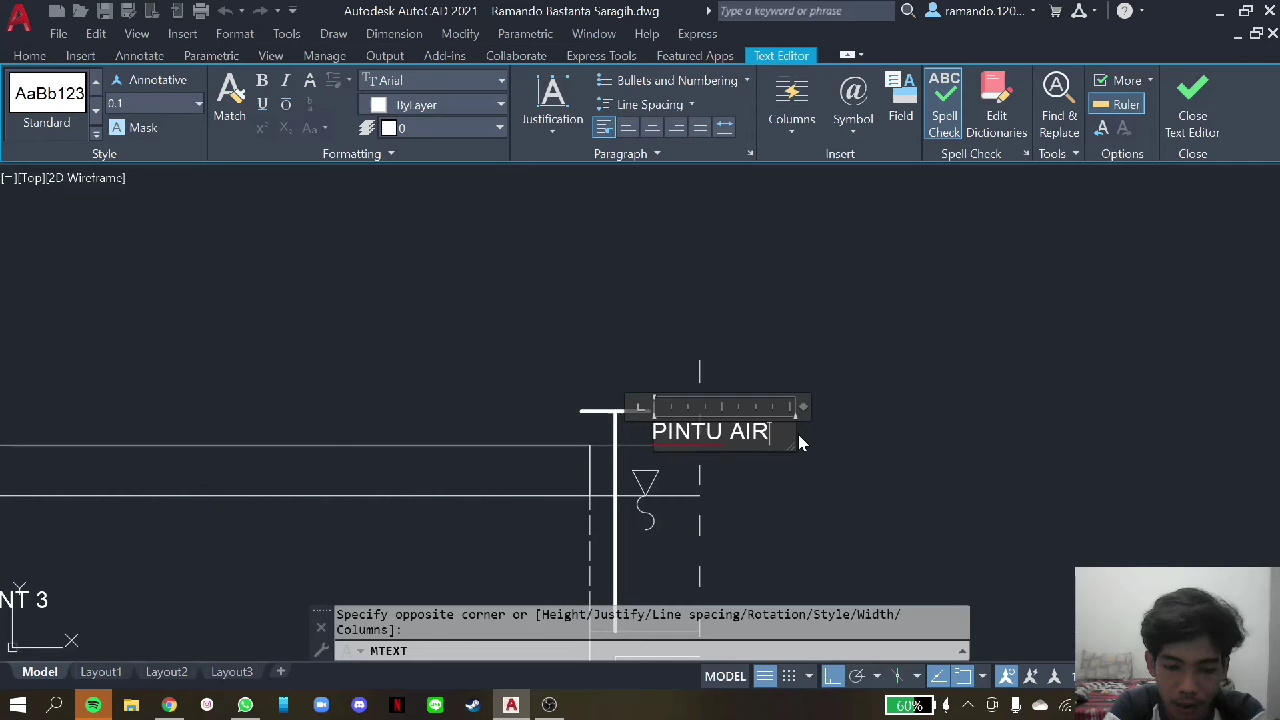 Autodesk AutoCAD 2021 Ramando Bastanta Saragih.dwg
Type a keyword or phrase
ramando.120...
File Edit View Insert Format Tools Draw Dimension Modify Parametric Window Help Express
Home Insert Annotate Parametric View Manage Output Add-ins Collaborate Express Tools Featured Apps Text Editor
AaBb123
Standard
Annotative
0.1
A Mask
Style
Match
Arial
ByLayer
0
Formatting
Justification
Bullets and Numbering
Line Spacing
Paragraph
Columns
Symbol
Field
Insert
ABC
Spell
Check
Edit
Dictionaries
Spell Check
Find &
Replace
Tools
More
Ruler
Options
Close
Text Editor
Close
[−][Top][2D Wireframe]
PINTU AIR
NT 3
Y
X
Specify opposite corner or [Height/Justify/Line spacing/Rotation/Style/Width/
Columns]:
MTEXT
Model Layout1 Layout2 Layout3 +
MODEL
60%